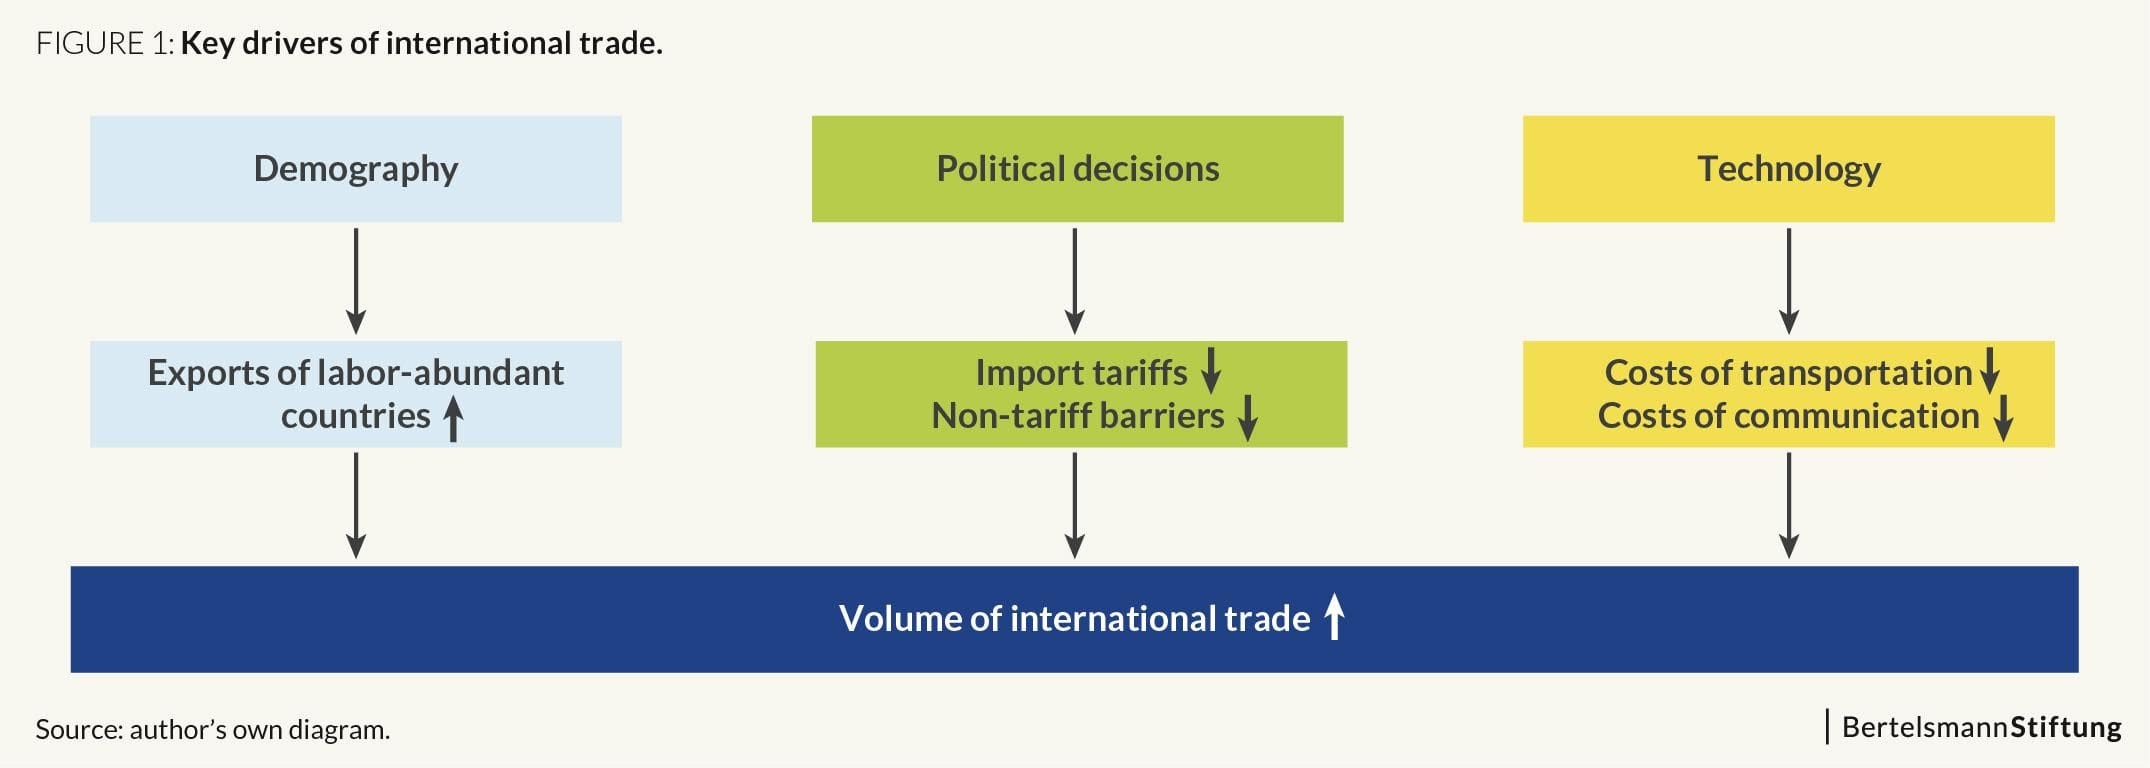 FIGURE 1: Key drivers of international trade.
Demography
Political decisions
Technology
Exports of labor-abundant
countries
Import tariffs
Non-tariff barriers
Costs of transportation
Costs of communication
Volume of international trade
Source: author’s own diagram.
BertelsmannStiftung